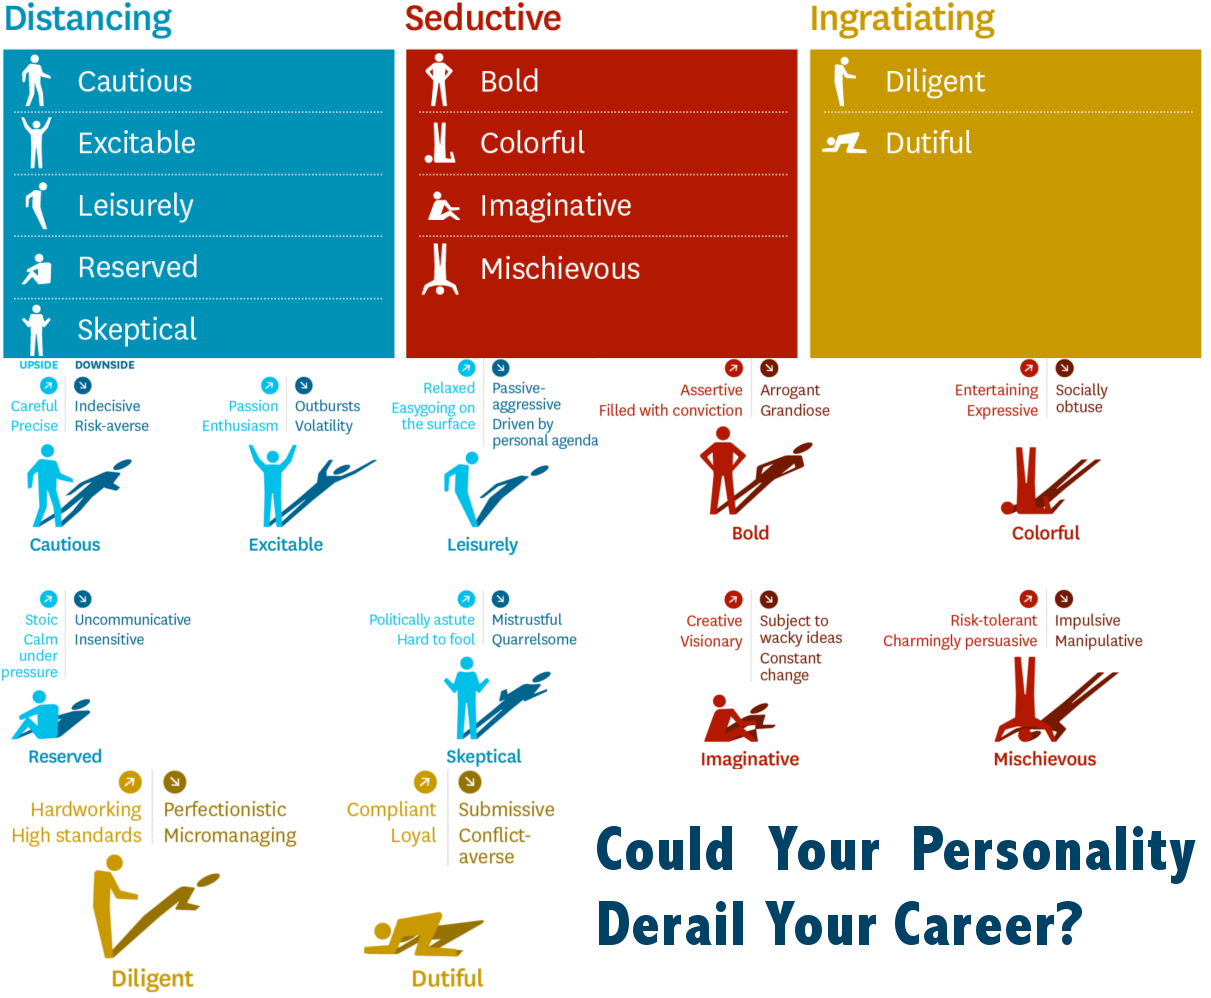 Distancing
Cautious
Excitable
Leisurely
Reserved
Skeptical
Seductive
Bold
Colorful
Imaginative
Mischievous
Ingratiating
Diligent
Dutiful
UPSIDE DOWNSIDE
Careful
Precise
Indecisive
Risk-averse
Cautious
Passion
Enthusiasm
Outbursts
Volatility
Excitable
Relaxed
Easygoing on
the surface
Passive-
aggressive
Driven by
personal agenda
Leisurely
Assertive
Filled with conviction
Arrogant
Grandiose
Bold
Entertaining
Expressive
Socially
obtuse
Colorful
Stoic
Calm
under
pressure
Uncommunicative
Insensitive
Reserved
Politically astute
Hard to fool
Mistrustful
Quarrelsome
Skeptical
Creative
Visionary
Subject to
wacky ideas
Constant
change
Imaginative
Risk-tolerant
Charmingly persuasive
Impulsive
Manipulative
Mischievous
Hardworking
High standards
Perfectionistic
Micromanaging
Diligent
Compliant
Loyal
Submissive
Conflict-
averse
Dutiful
Could Your Personality
Derail Your Career?